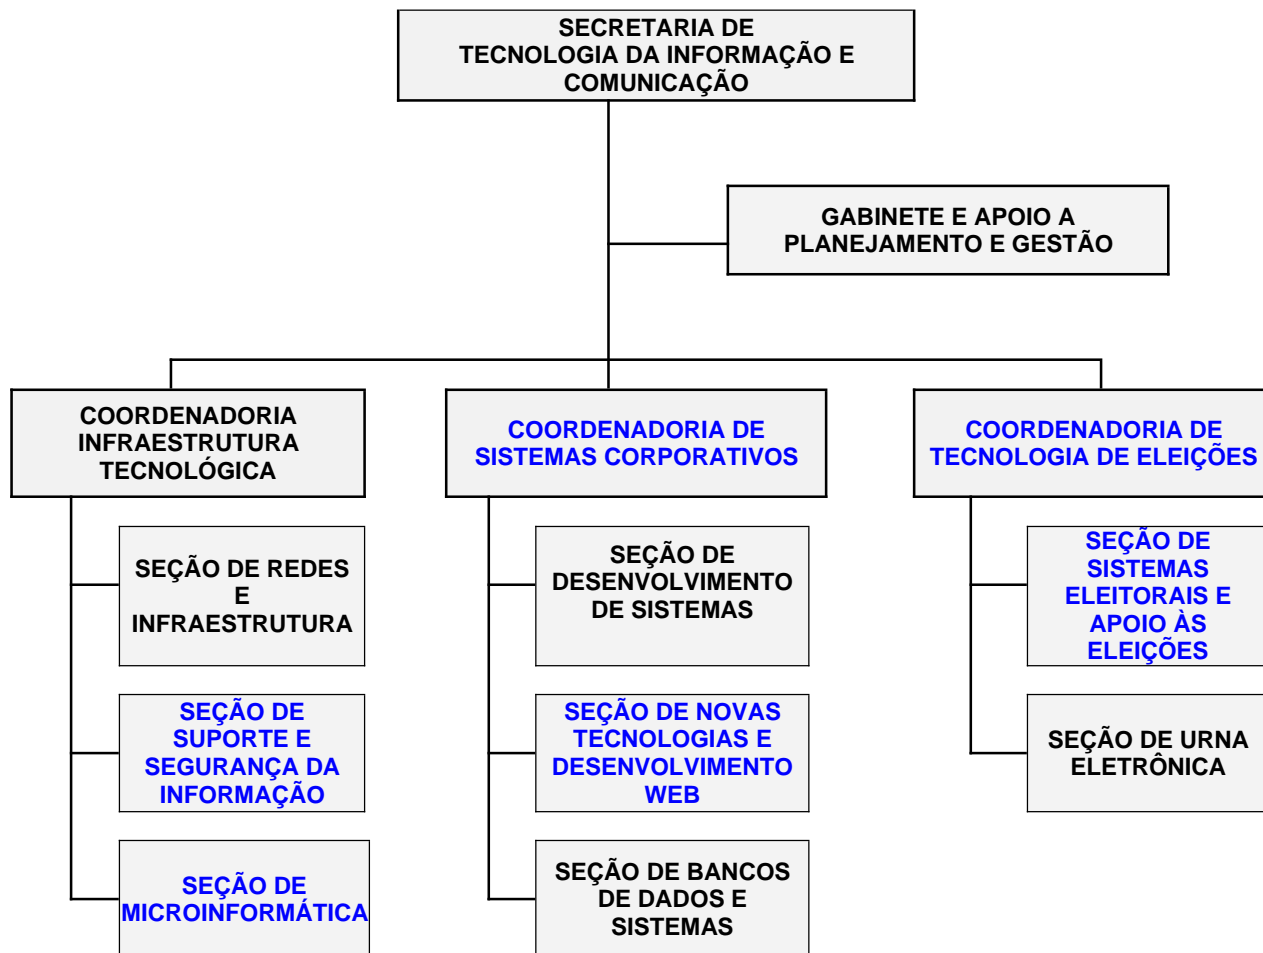 SECRETARIA DE
TECNOLOGIA DA INFORMAÇÃO E
COMUNICAÇÃO
GABINETE E APOIO A
PLANEJAMENTO E GESTÃO
COORDENADORIA
INFRAESTRUTURA
TECNOLÓGICA
COORDENADORIA DE
SISTEMAS CORPORATIVOS
COORDENADORIA DE
TECNOLOGIA DE ELEIÇÕES
SEÇÃO DE REDES
E
INFRAESTRUTURA
SEÇÃO DE
DESENVOLVIMENTO
DE SISTEMAS
SEÇÃO DE
SISTEMAS
ELEITORAIS E
APOIO ÀS
ELEIÇÕES
SEÇÃO DE
SUPORTE E
SEGURANÇA DA
INFORMAÇÃO
SEÇÃO DE NOVAS
TECNOLOGIAS E
DESENVOLVIMENTO
WEB
SEÇÃO DE URNA
ELETRÔNICA
SEÇÃO DE
MICROINFORMÁTICA
SEÇÃO DE BANCOS
DE DADOS E
SISTEMAS